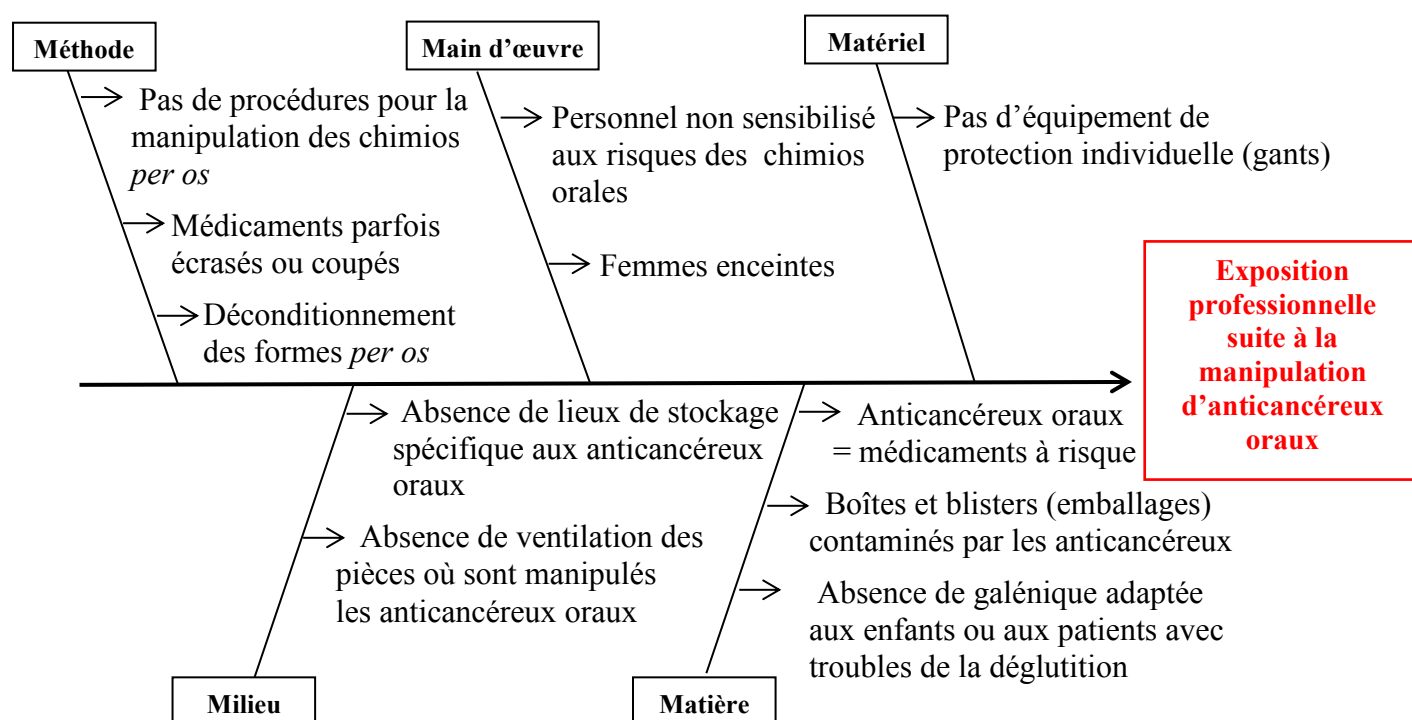 Méthode
Pas de procédures pour la
manipulation des chimios
per os
Médicaments parfois
écrasés ou coupés
Déconditionnement
des formes per os
Main d’œuvre
Personnel non sensibilisé
aux risques des chimios
orales
Femmes enceintes
Matériel
Pas d’équipement de
protection individuelle (gants)
Exposition
professionnelle
suite à la
manipulation
d’anticancéreux
oraux
Absence de lieux de stockage
spécifique aux anticancéreux
oraux
Absence de ventilation des
pièces où sont manipulés
les anticancéreux oraux
Milieu
Anticancéreux oraux
= médicaments à risque
Boîtes et blisters (emballages)
contaminés par les anticancéreux
Absence de galénique adaptée
aux enfants ou aux patients avec
troubles de la déglutition
Matière